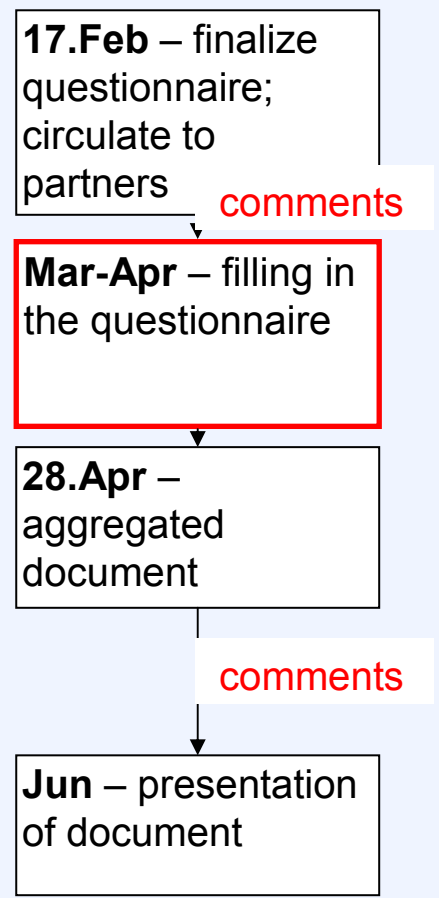 17.Feb – finalize
questionnaire;
circulate to
partners
comments
Mar-Apr – filling in
the questionnaire
28.Apr –
aggregated
document
comments
Jun – presentation
of document